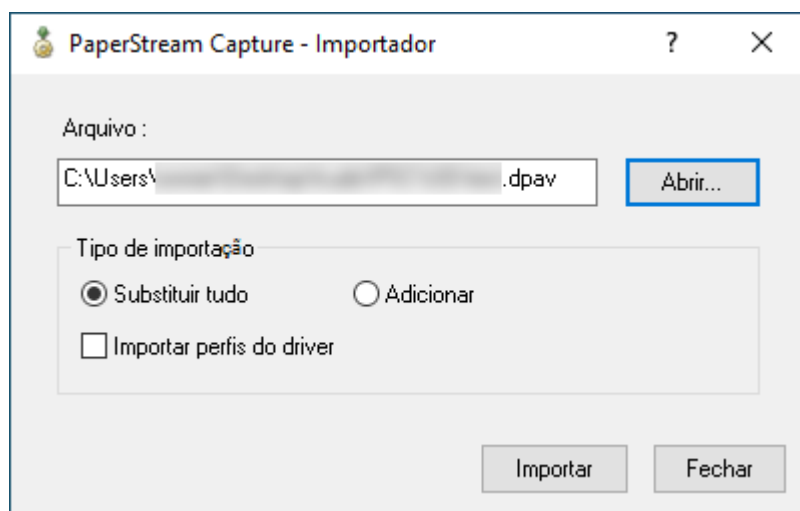 PaperStream Capture - Importador
Arquivo :
C:\Users\ .dpav
Abrir...
Tipo de importação
Substituir tudo Adicionar
Importar perfis do driver
Importar Fechar